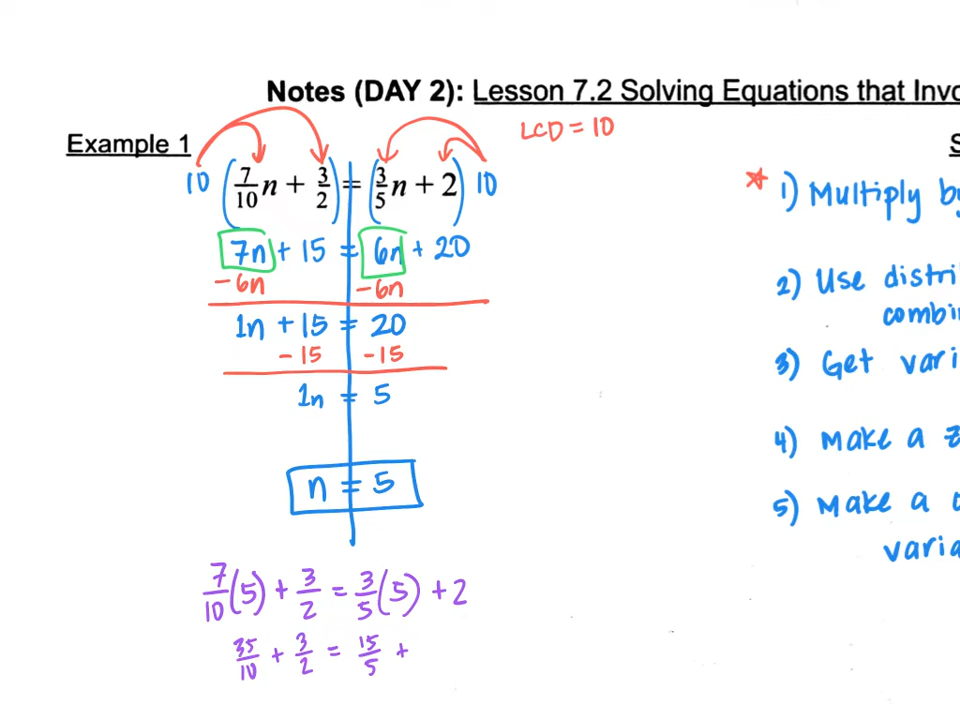 Notes (DAY 2): Lesson 7.2 Solving Equations that Invo
LCD = 10
Example 1
10 (7/10 n + 3/2) = (3/5 n + 2) 10
7n + 15 = 6n + 20
-6n -6n
1n + 15 = 20
-15 -15
1n = 5
n = 5
7/10 (5) + 3/2 = 3/5 (5) + 2
35/10 + 3/2 = 15/5 +
S
* 1) Multiply by
2) Use distri
combin
3) Get vari
4) Make a z
5) Make a
varia